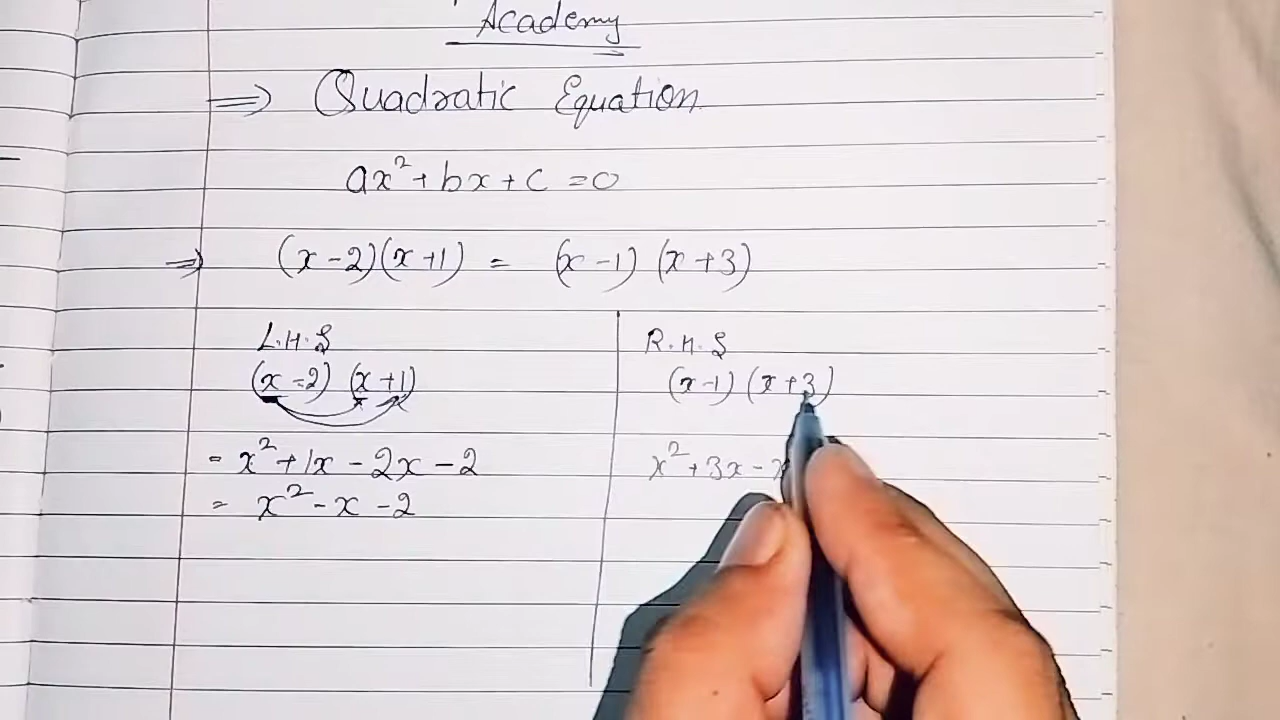 Academy
⇒ Quadratic Equation
ax²+bx+c=0
⇒ (x-2)(x+1) = (x-1)(x+3)
L.H.S
(x-2)(x+1)
= x²+1x-2x-2
= x²-x-2
R.H.S
(x-1)(x+3)
x²+3x-x